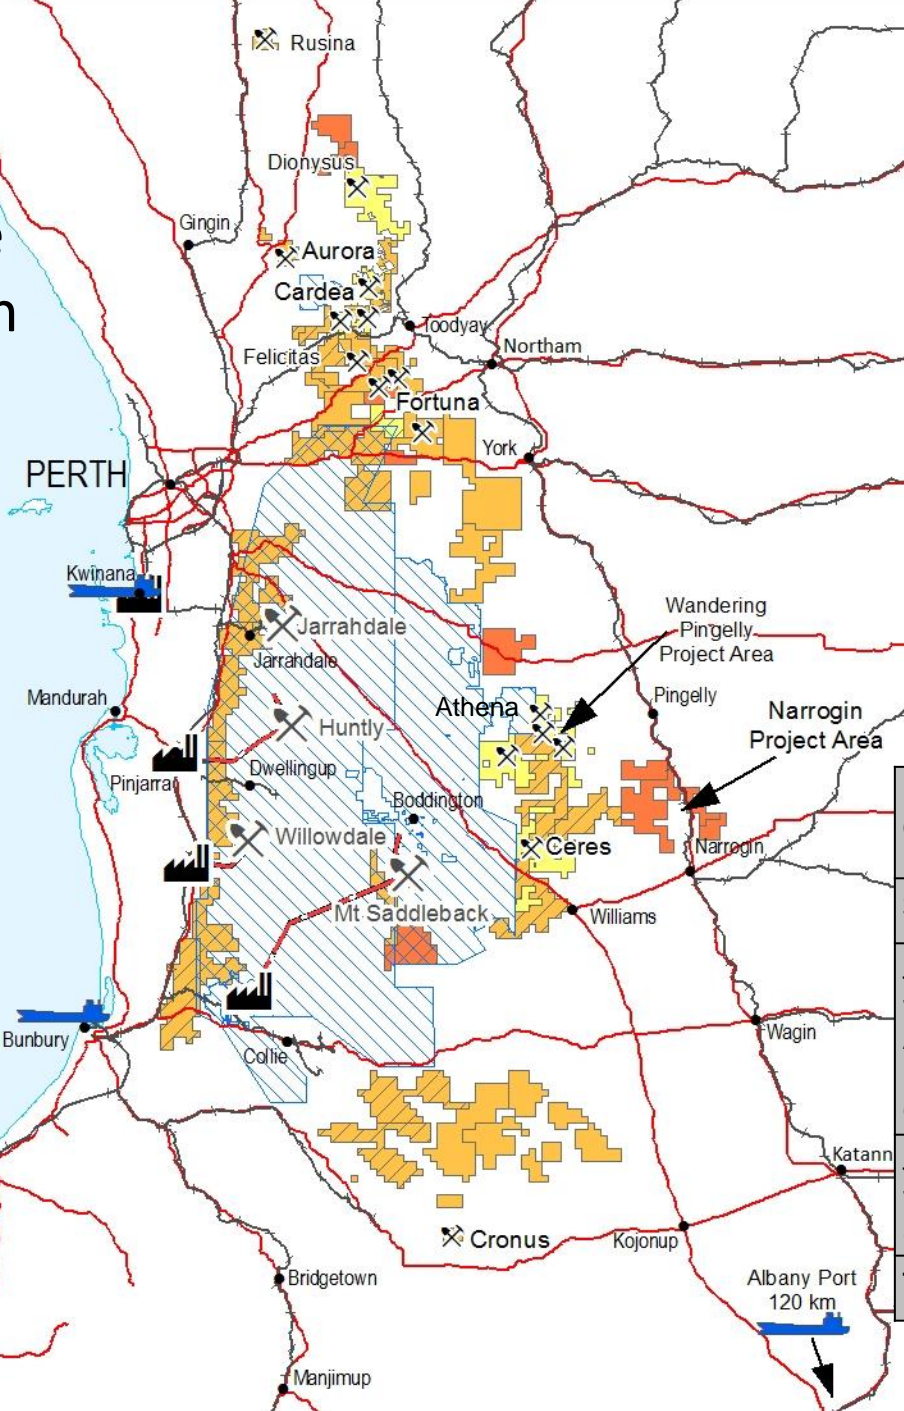 Rusina
Dionysus
Gingin
e
Aurora
Cardea
n
Toodyay
Northam
Felicitas
Fortuna
York
PERTH
Kwinana
Wandering
Pingelly
Project Area
Jarrahdale
Jarrahdale
Mandurah
Pingelly
Athena
Narrogin
Project Area
Huntly
Pinjarra
Dwellingup
Boddington
Willowdale
Ceres
Narrogin
Mt Saddleback
Williams
Bunbury
Collie
Wagin
Katann
Cronus
Kojonup
Bridgetown
Albany Port
120 km
Manjimup